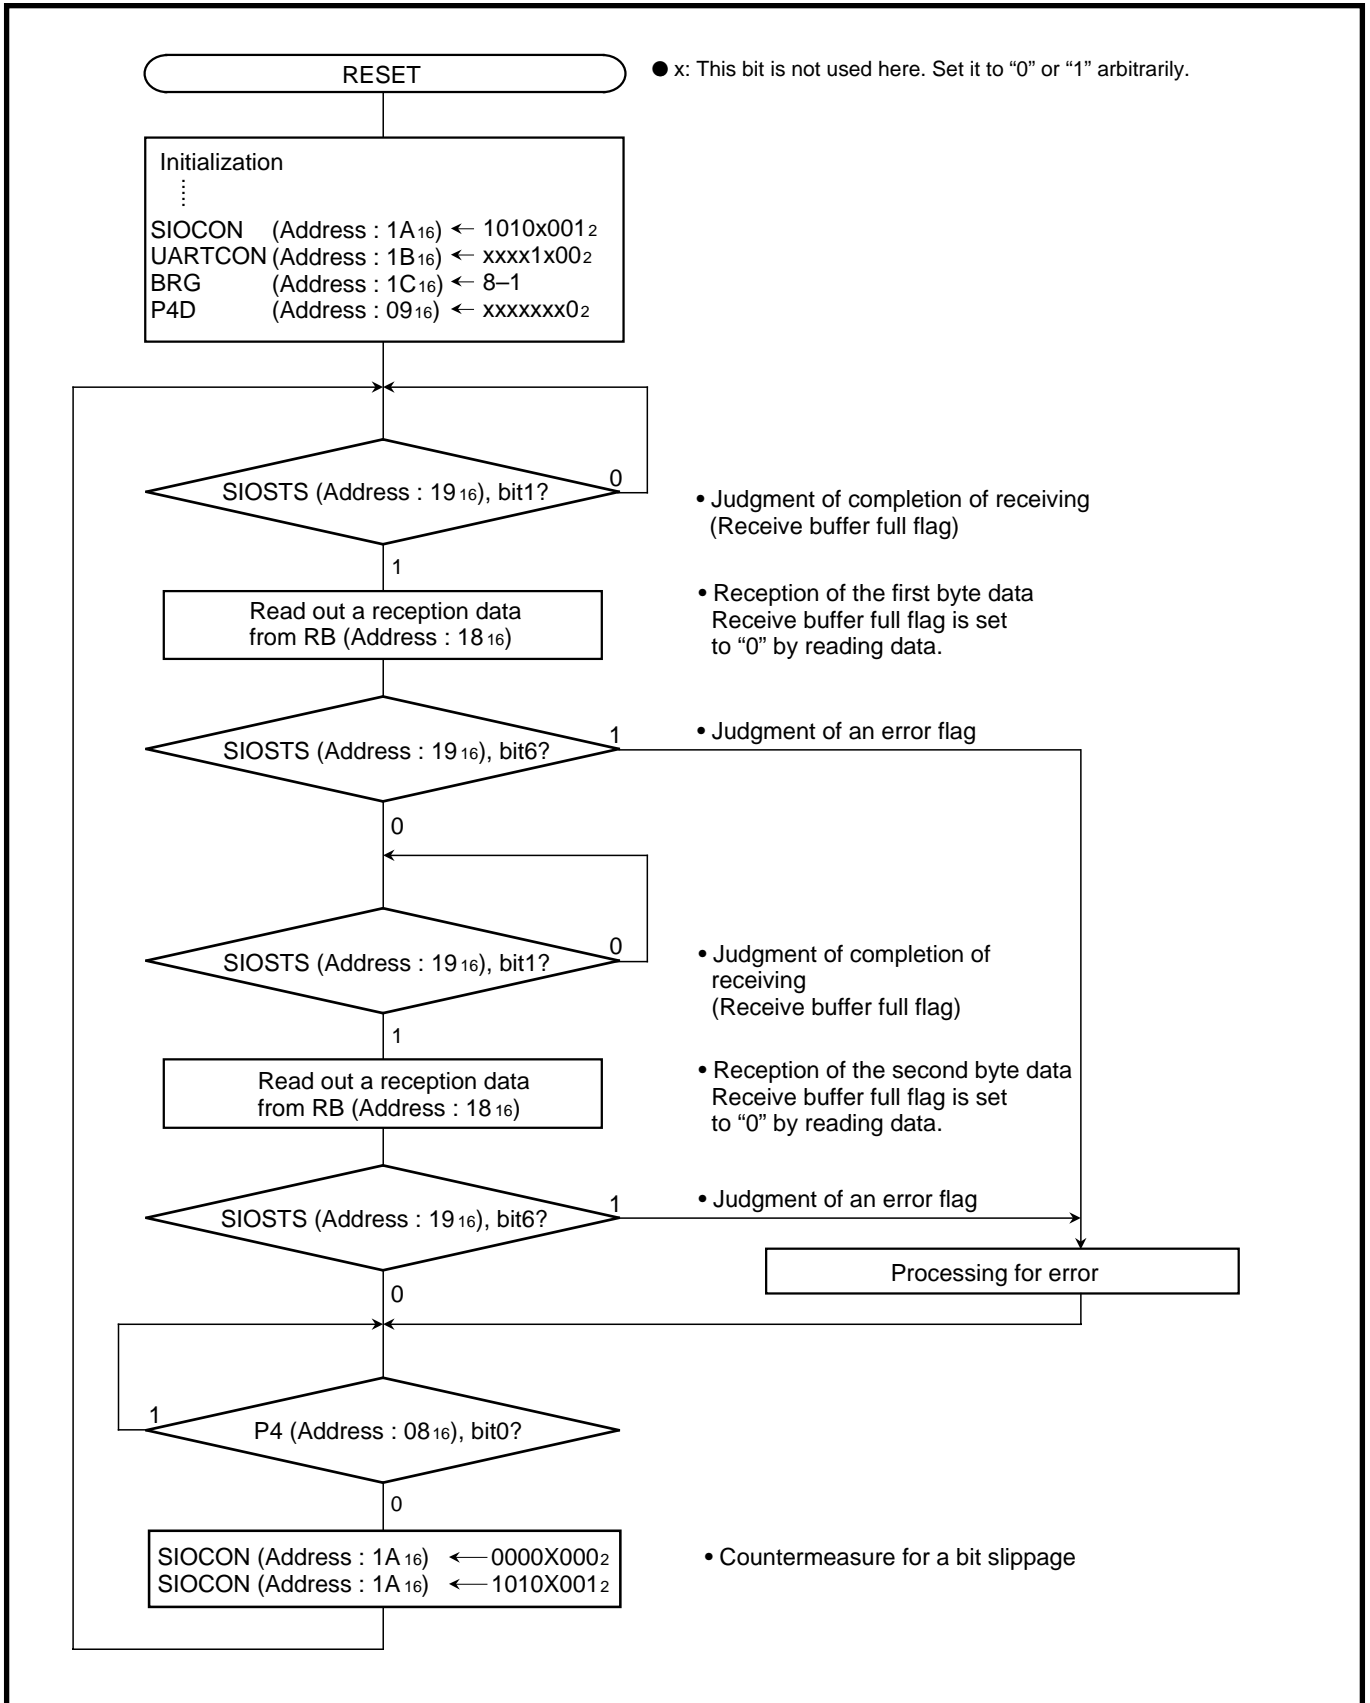 RESET
● x: This bit is not used here. Set it to “0” or “1” arbitrarily.
Initialization
SIOCON (Address : 1A16) ← 1010x0012
UARTCON (Address : 1B16) ← xxxx1x002
BRG (Address : 1C16) ← 8–1
P4D (Address : 0916) ← xxxxxxx02
SIOSTS (Address : 1916), bit1?
0
• Judgment of completion of receiving
(Receive buffer full flag)
1
Read out a reception data
from RB (Address : 1816)
• Reception of the first byte data
Receive buffer full flag is set
to “0” by reading data.
SIOSTS (Address : 1916), bit6?
1
• Judgment of an error flag
0
SIOSTS (Address : 1916), bit1?
0
• Judgment of completion of
receiving
(Receive buffer full flag)
1
Read out a reception data
from RB (Address : 1816)
• Reception of the second byte data
Receive buffer full flag is set
to “0” by reading data.
SIOSTS (Address : 1916), bit6?
1
• Judgment of an error flag
Processing for error
0
1
P4 (Address : 0816), bit0?
0
SIOCON (Address : 1A16) ← 0000X0002
SIOCON (Address : 1A16) ← 1010X0012
• Countermeasure for a bit slippage